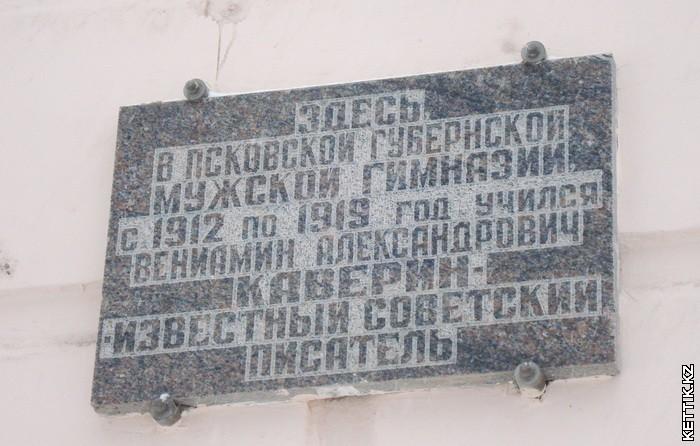 ЗДЕСЬ
В ПСКОВСКОЙ ГУБЕРНСКОЙ
МУЖСКОЙ ГИМНАЗИИ
С 1912 ПО 1919 ГОД УЧИЛСЯ
ВЕНИАМИН АЛЕКСАНДРОВИЧ
КАВЕРИН-
-ИЗВЕСТНЫЙ СОВЕТСКИЙ
ПИСАТЕЛЬ
KETTIK.KZ